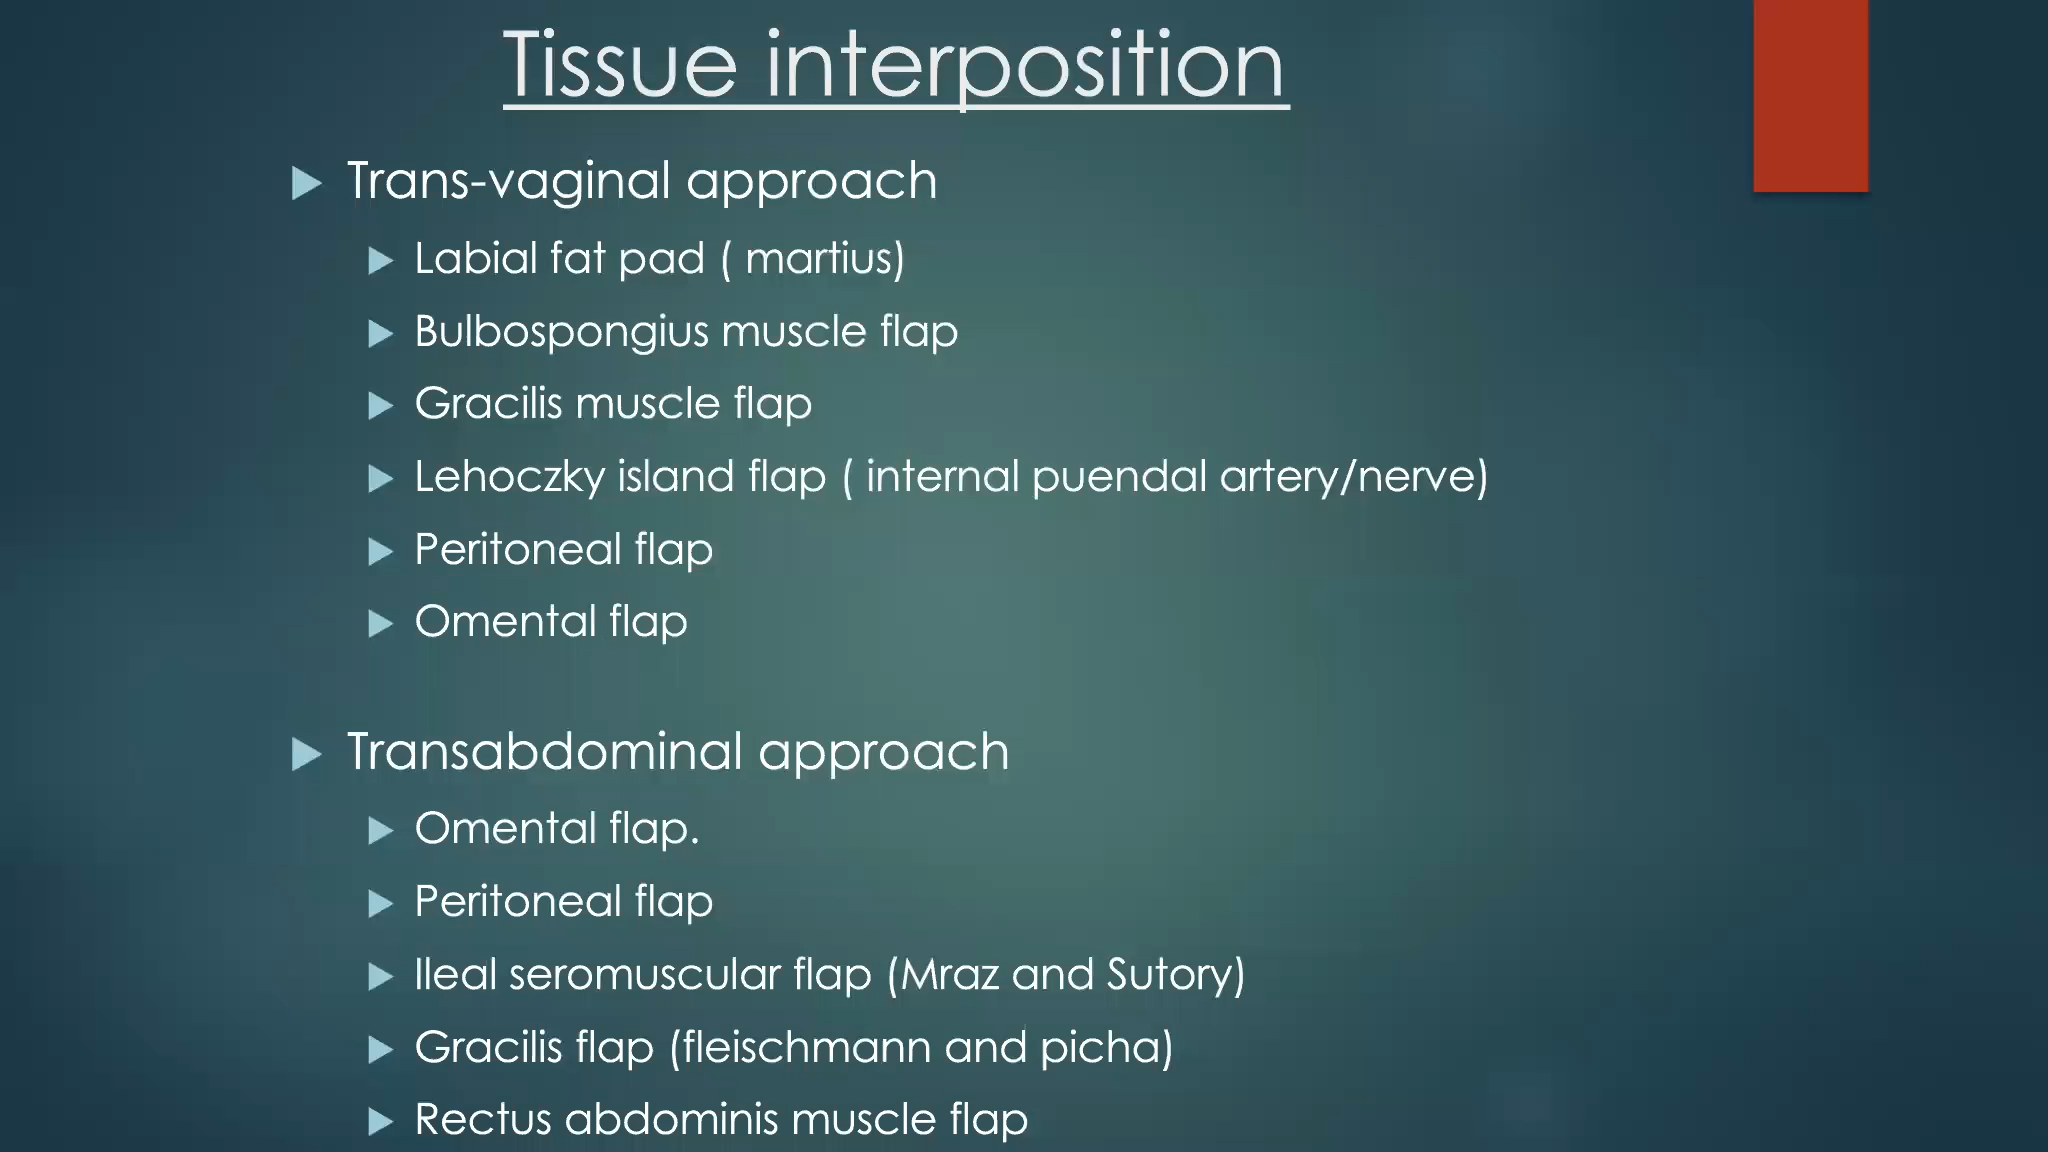 Tissue interposition
Trans-vaginal approach
Labial fat pad ( martius)
Bulbospongius muscle flap
Gracilis muscle flap
Lehoczky island flap ( internal puendal artery/nerve)
Peritoneal flap
Omental flap
Transabdominal approach
Omental flap.
Peritoneal flap
Ileal seromuscular flap (Mraz and Sutory)
Gracilis flap (fleischmann and picha)
Rectus abdominis muscle flap